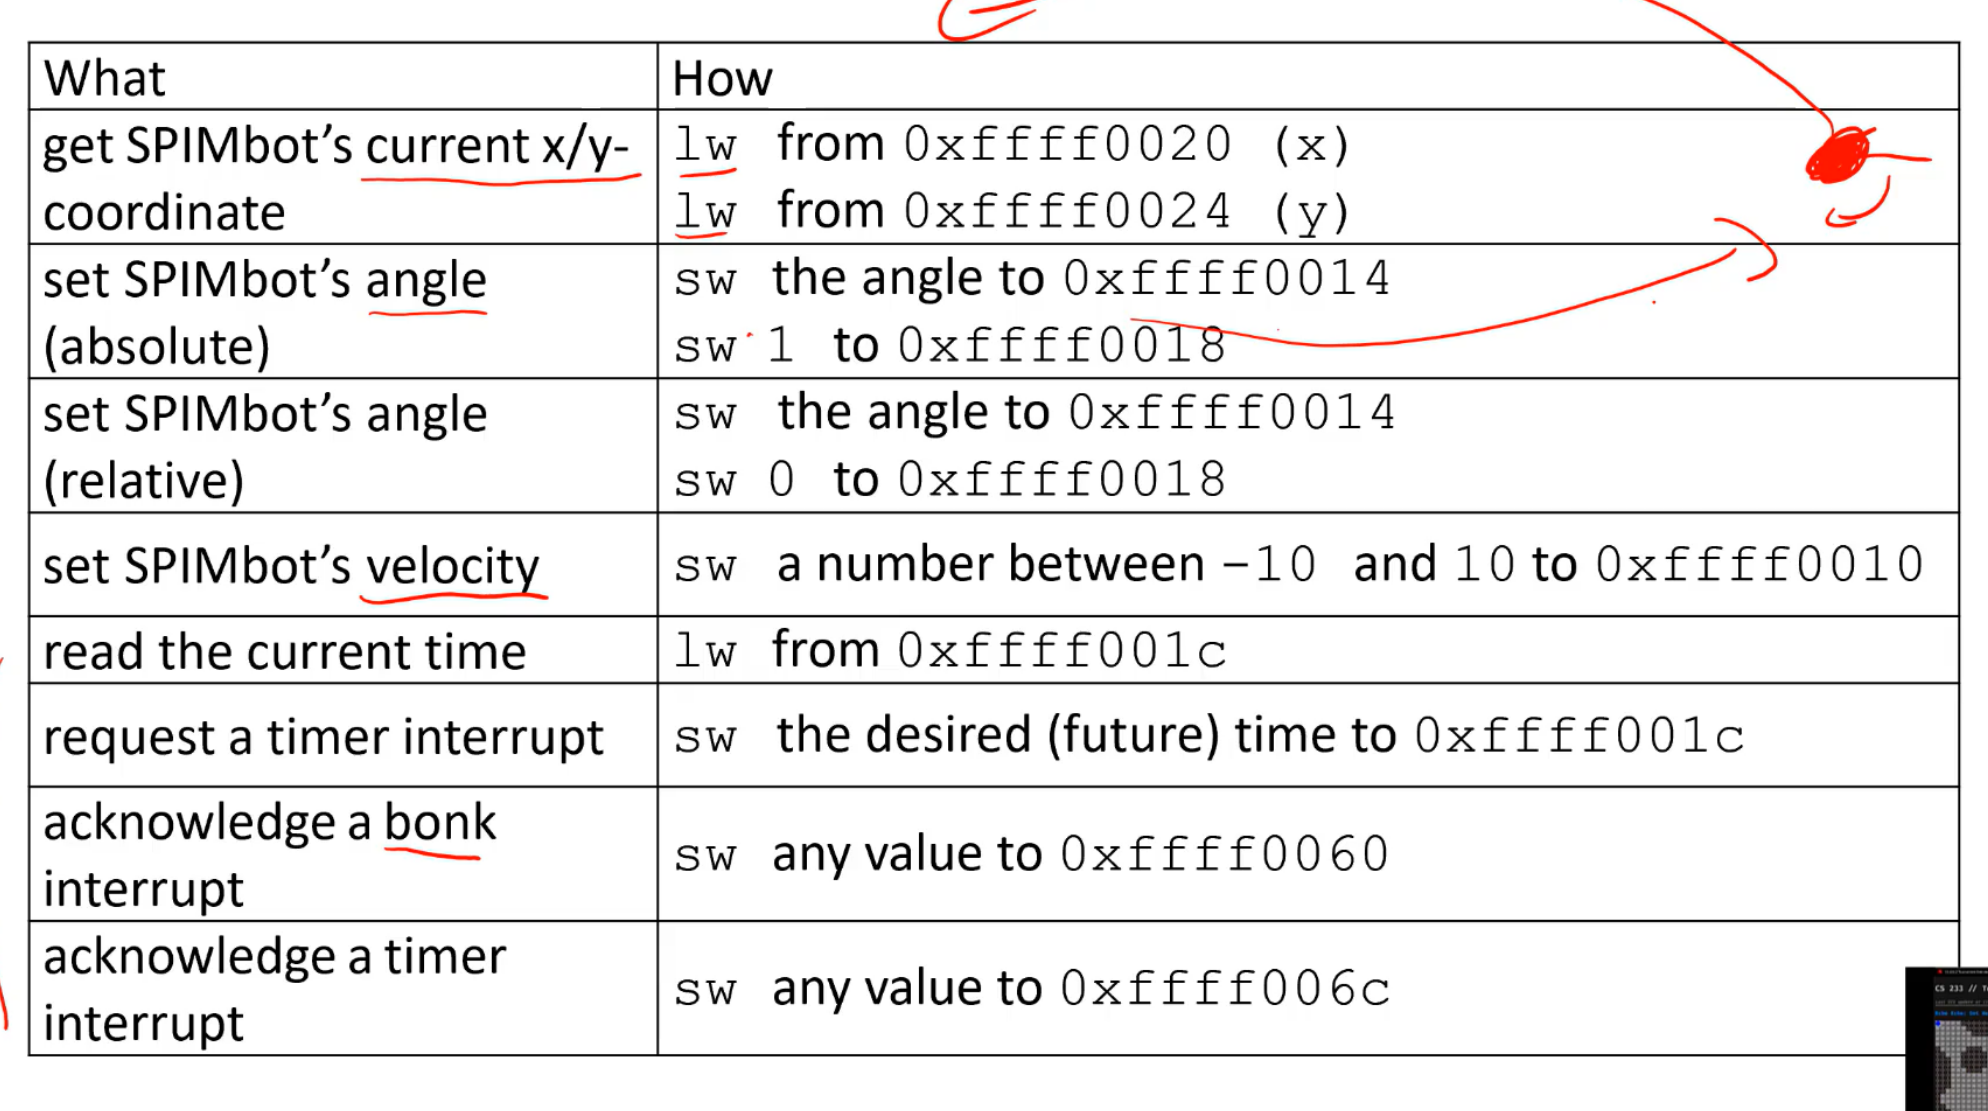 What
How
get SPIMbot’s current x/y-
coordinate
lw from 0xffff0020 (x)
lw from 0xffff0024 (y)
set SPIMbot’s angle
(absolute)
sw the angle to 0xffff0014
sw 1 to 0xffff0018
set SPIMbot’s angle
(relative)
sw the angle to 0xffff0014
sw 0 to 0xffff0018
set SPIMbot’s velocity
sw a number between −10 and 10 to 0xffff0010
read the current time
lw from 0xffff001c
request a timer interrupt
sw the desired (future) time to 0xffff001c
acknowledge a bonk
interrupt
sw any value to 0xffff0060
acknowledge a timer
interrupt
sw any value to 0xffff006c
CS 233 //